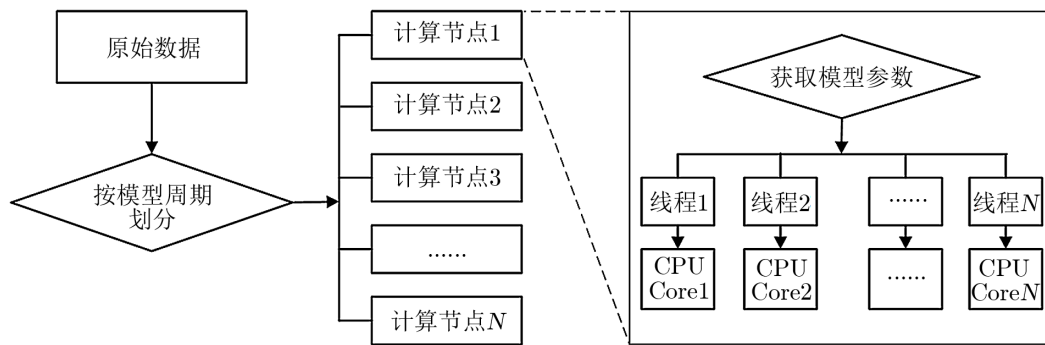 原始数据
按模型周期
划分
计算节点1
计算节点2
计算节点3
……
计算节点N
获取模型参数
线程1
线程2
……
线程N
CPU
Core1
CPU
Core2
……
CPU
CoreN